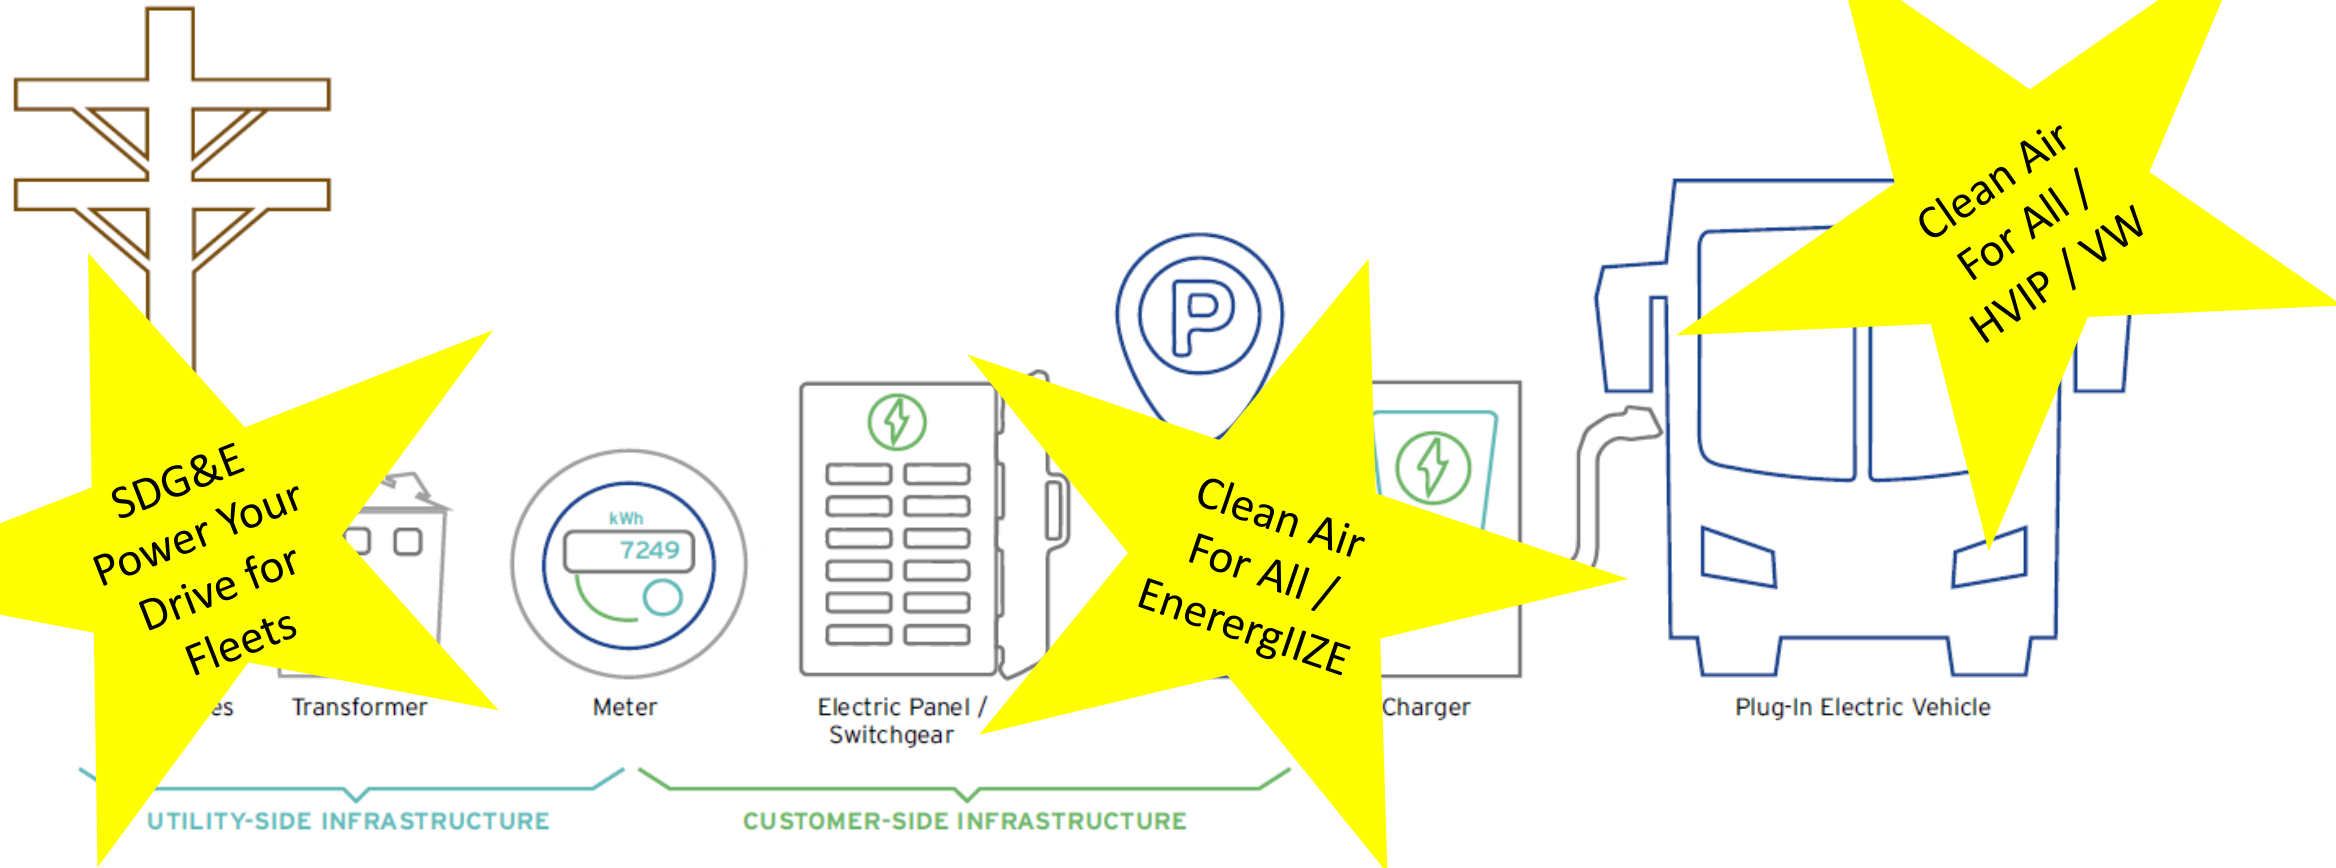 SDG&E
Power Your
Drive for
Fleets
es
Transformer
kWh
7249
Meter
Electric Panel /
Switchgear
P
Clean Air
For All /
EnerergIIZE
Charger
Clean Air
For All /
HVIP / VW
Plug-In Electric Vehicle
UTILITY-SIDE INFRASTRUCTURE
CUSTOMER-SIDE INFRASTRUCTURE